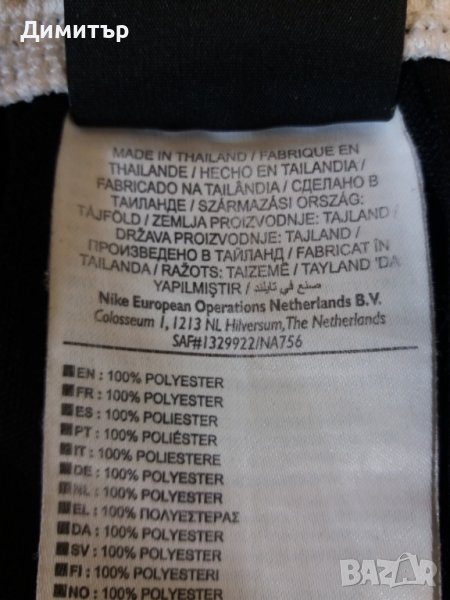 Димитър
MADE IN THAILAND / FABRIQUE EN
THAILANDE / HECHO EN TAILANDIA /
FABRICADO NA TAILÂNDIA / СДЕЛАНО В
ТАИЛАНДЕ / SZÁRMAZÁSI ORSZÁG:
TÁJFÖLD / ZEMLJA PROIZVODNJE: TAJLAND /
DRŽAVA PROIZVODNJE: TAJLAND /
ПРОИЗВЕДЕНО В ТАЙЛАНД / FABRICAT ÎN
TAILANDA / RAŽOTS: TAIZEMĒ / TAYLAND 'DA
YAPILMIŞTIR / صنع في تايلند
Nike European Operations Netherlands B.V.
Colosseum 1, 1213 NL Hilversum, The Netherlands
SAF#1329922/NA756
EN : 100% POLYESTER
FR : 100% POLYESTER
ES : 100% POLIESTER
PT : 100% POLIÉSTER
IT : 100% POLIESTERE
DE : 100% POLYESTER
NL : 100% POLYESTER
EL : 100% ΠΟΛΥΕΣΤΕΡΑΣ
DA : 100% POLYESTER
SV : 100% POLYESTER
FI : 100% POLYESTERI
NO : 100% POLYESTER
BAZAR